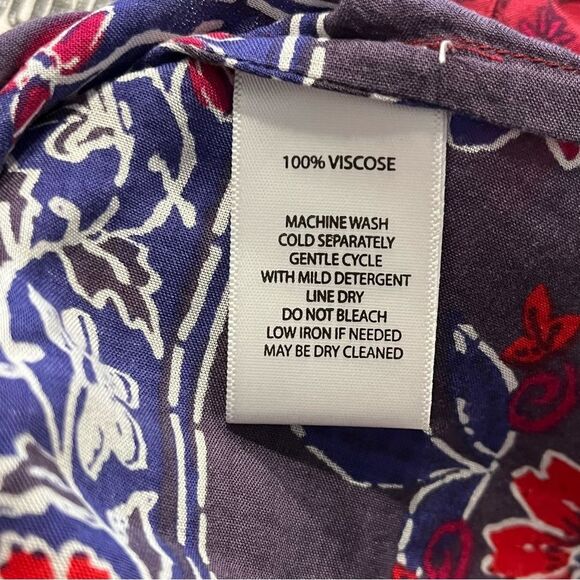 100% VISCOSE
MACHINE WASH
COLD SEPARATELY
GENTLE CYCLE
WITH MILD DETERGENT
LINE DRY
DO NOT BLEACH
LOW IRON IF NEEDED
MAY BE DRY CLEANED